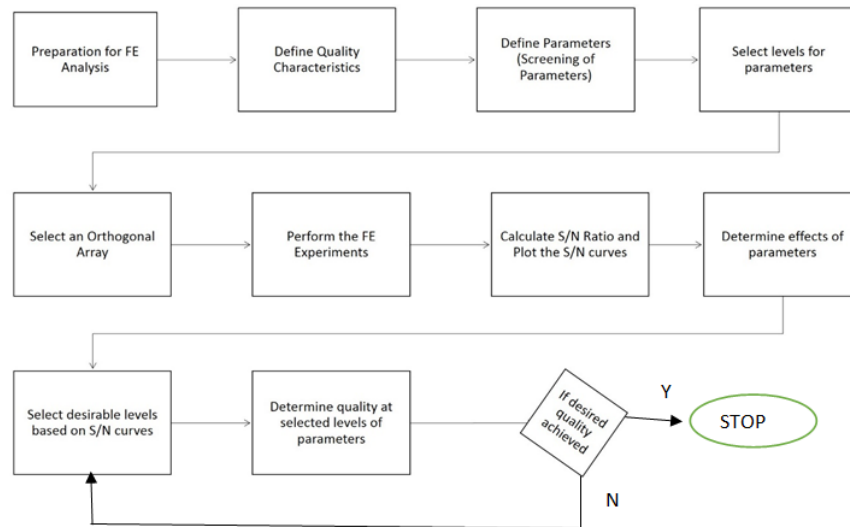 Preparation for FE
Analysis
Define Quality
Characteristics
Define Parameters
(Screening of
Parameters)
Select levels for
parameters
Select an Orthogonal
Array
Perform the FE
Experiments
Calculate S/N Ratio and
Plot the S/N curves
Determine effects of
parameters
Select desirable levels
based on S/N curves
Determine quality at
selected levels of
parameters
If desired
quality
achieved
Y
STOP
N